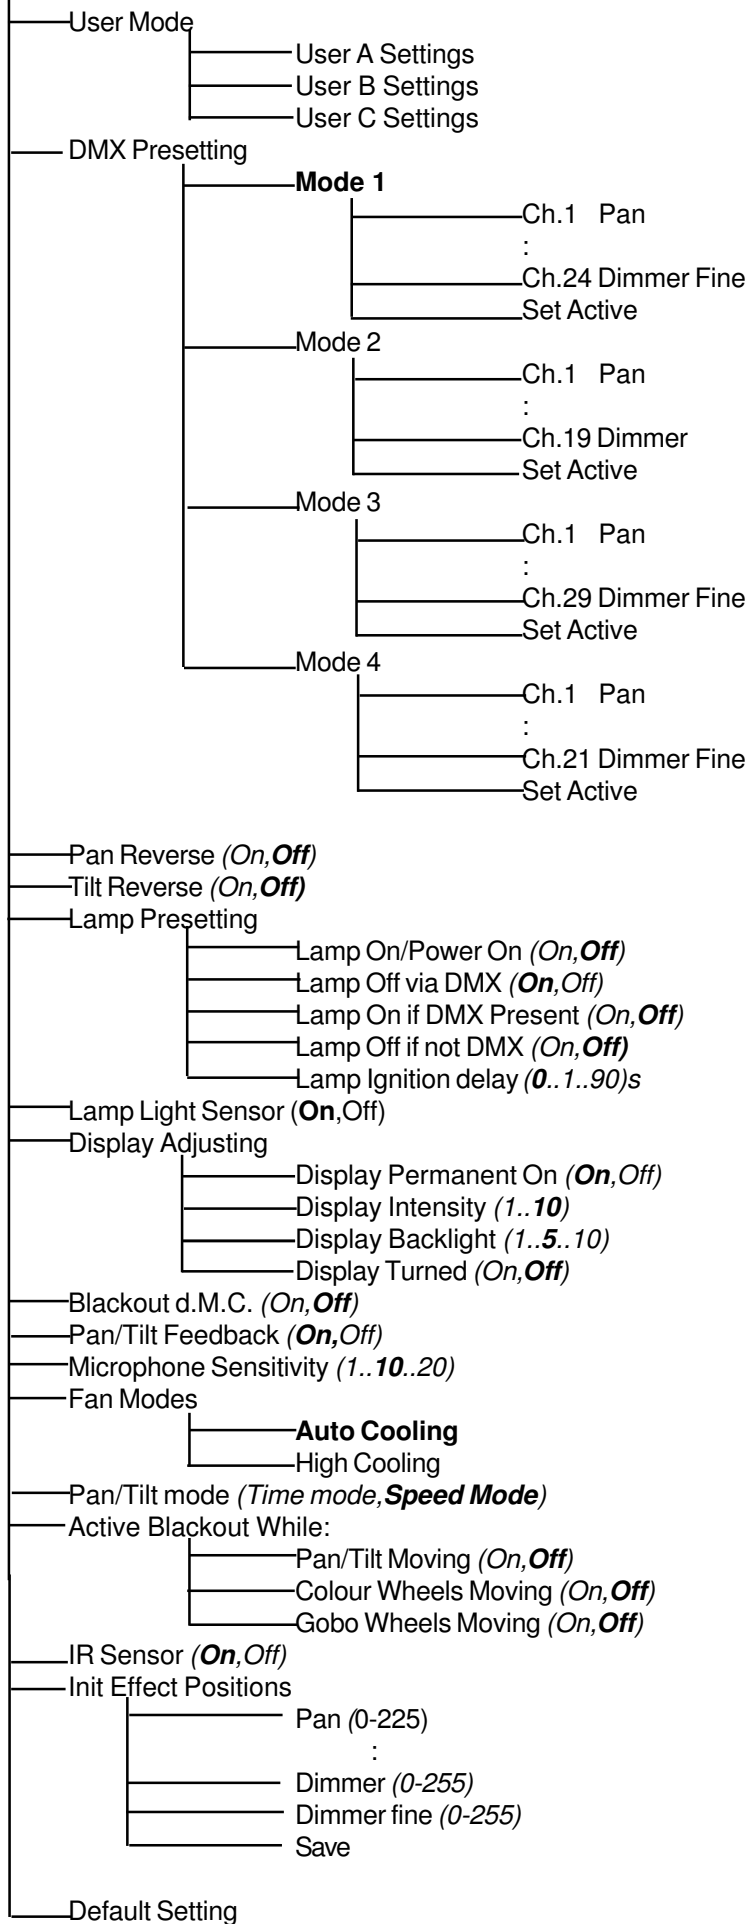 User Mode
User A Settings
User B Settings
User C Settings
DMX Presetting
Mode 1
Ch.1 Pan
:
Ch.24 Dimmer Fine
Set Active
Mode 2
Ch.1 Pan
:
Ch.19 Dimmer
Set Active
Mode 3
Ch.1 Pan
:
Ch.29 Dimmer Fine
Set Active
Mode 4
Ch.1 Pan
:
Ch.21 Dimmer Fine
Set Active
Pan Reverse (On,Off)
Tilt Reverse (On,Off)
Lamp Presetting
Lamp On/Power On (On,Off)
Lamp Off via DMX (On,Off)
Lamp On if DMX Present (On,Off)
Lamp Off if not DMX (On,Off)
Lamp Ignition delay (0..1..90)s
Lamp Light Sensor (On,Off)
Display Adjusting
Display Permanent On (On,Off)
Display Intensity (1..10)
Display Backlight (1..5..10)
Display Turned (On,Off)
Blackout d.M.C. (On,Off)
Pan/Tilt Feedback (On,Off)
Microphone Sensitivity (1..10..20)
Fan Modes
Auto Cooling
High Cooling
Pan/Tilt mode (Time mode,Speed Mode)
Active Blackout While:
Pan/Tilt Moving (On,Off)
Colour Wheels Moving (On,Off)
Gobo Wheels Moving (On,Off)
IR Sensor (On,Off)
Init Effect Positions
Pan (0-225)
:
Dimmer (0-255)
Dimmer fine (0-255)
Save
Default Setting